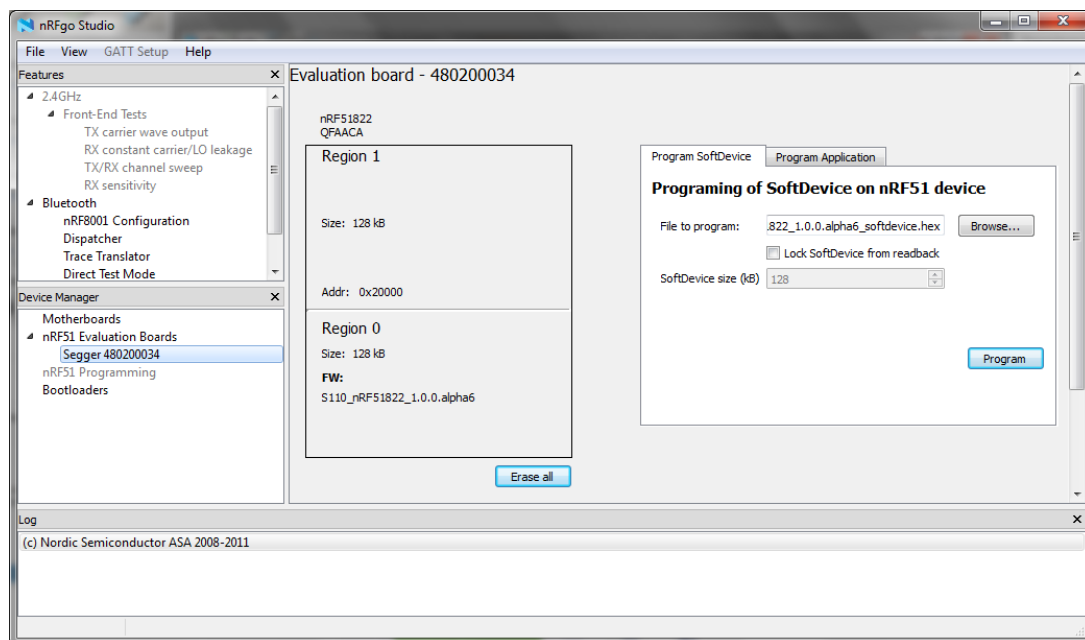 nRFgo Studio
File View GATT Setup Help
Features
2.4GHz
Front-End Tests
TX carrier wave output
RX constant carrier/LO leakage
TX/RX channel sweep
RX sensitivity
Bluetooth
nRF8001 Configuration
Dispatcher
Trace Translator
Direct Test Mode
Device Manager
Motherboards
nRF51 Evaluation Boards
Segger 480200034
nRF51 Programming
Bootloaders
Evaluation board - 480200034
nRF51822
QFAACA
Region 1
Size: 128 kB
Addr: 0x20000
Region 0
Size: 128 kB
FW:
S110_nRF51822_1.0.0.alpha6
Erase all
Program SoftDevice Program Application
Programing of SoftDevice on nRF51 device
File to program: .822_1.0.0.alpha6_softdevice.hex Browse...
Lock SoftDevice from readback
SoftDevice size (kB) 128
Program
Log
(c) Nordic Semiconductor ASA 2008-2011